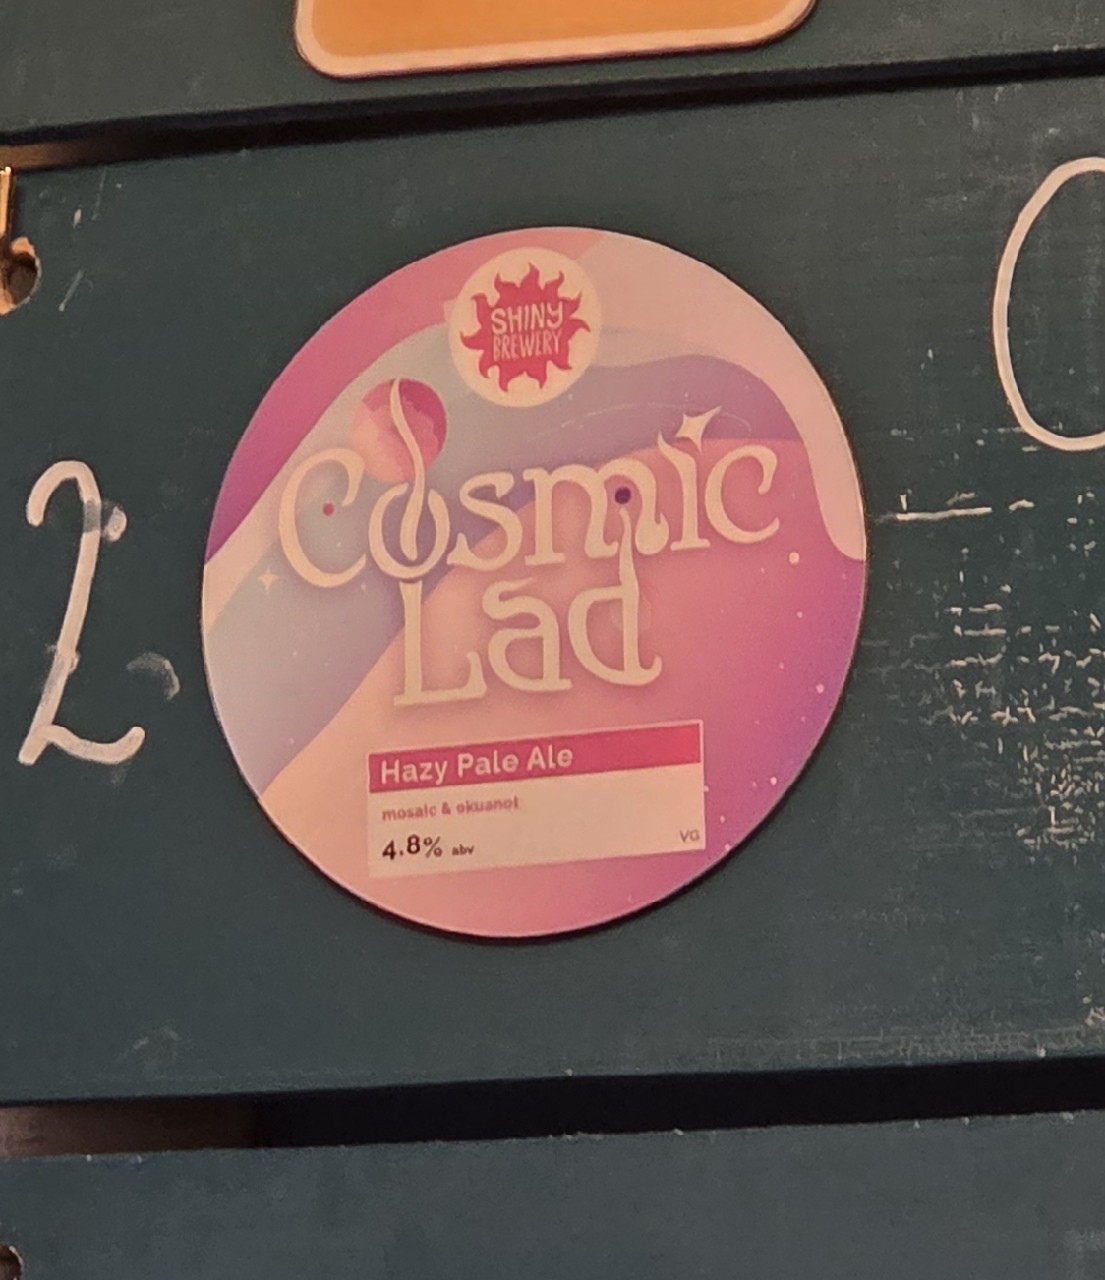 SHINY
BREWERY
2
Cosmic
Lad
Hazy Pale Ale
mosaic & ekuanot
4.8% abv
VG